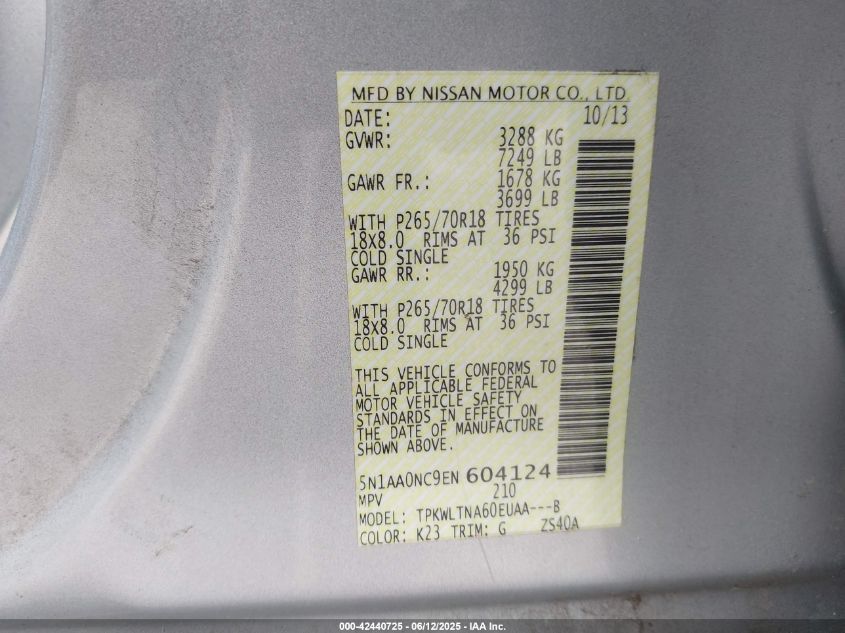 MFD BY NISSAN MOTOR CO., LTD.
DATE: 10/13
GVWR: 3288 KG
7249 LB
GAWR FR.: 1678 KG
3699 LB
WITH P265/70R18 TIRES
18X8.0 RIMS AT 36 PSI
COLD SINGLE
GAWR RR.: 1950 KG
4299 LB
WITH P265/70R18 TIRES
18X8.0 RIMS AT 36 PSI
COLD SINGLE
THIS VEHICLE CONFORMS TO
ALL APPLICABLE FEDERAL
MOTOR VEHICLE SAFETY
STANDARDS IN EFFECT ON
THE DATE OF MANUFACTURE
SHOWN ABOVE.
5N1AA0NC9EN 604124
MPV 210
MODEL: TPKWLTNA60EUAA---B
COLOR: K23 TRIM: G ZS40A
000-42440725 - 06/12/2025 - IAA Inc.